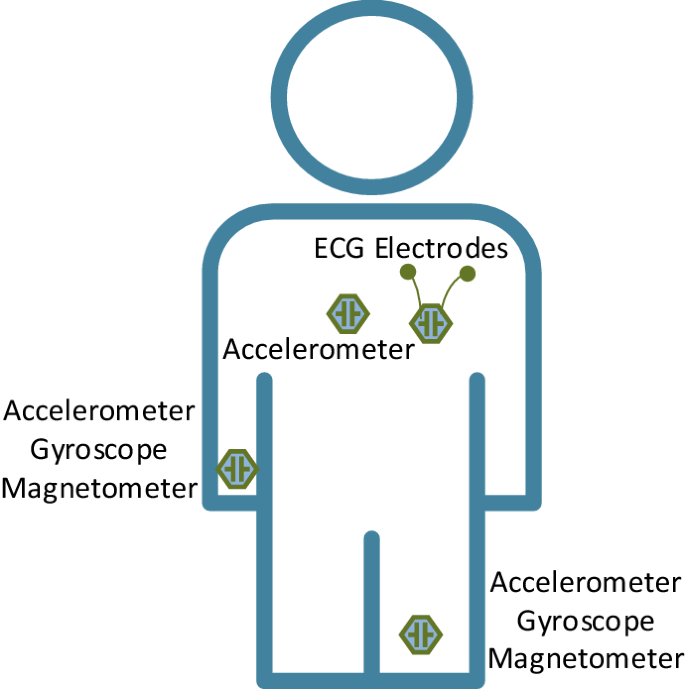 ECG Electrodes
Accelerometer
Accelerometer
Gyroscope
Magnetometer
Accelerometer
Gyroscope
Magnetometer